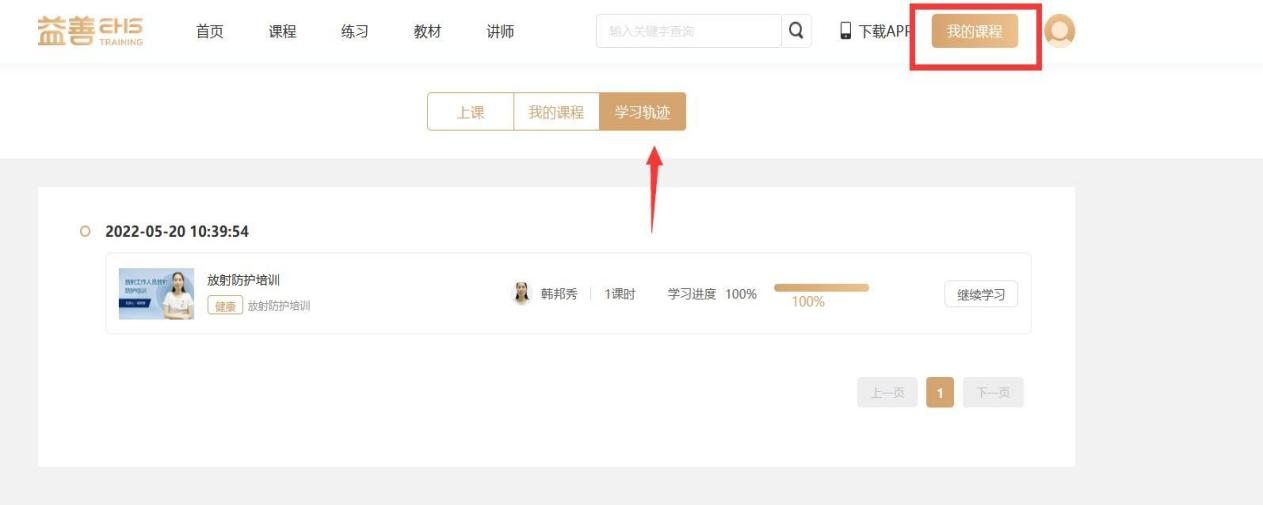 益善 EHS TRAINING
首页 课程 练习 教材 讲师 输入关键字查询 下载APP 我的课程
上课 我的课程 学习轨迹
2022-05-20 10:39:54
放射防护培训
健康 放射防护培训
韩邦秀 1课时 学习进度 100% 100% 继续学习
上一页 1 下一页